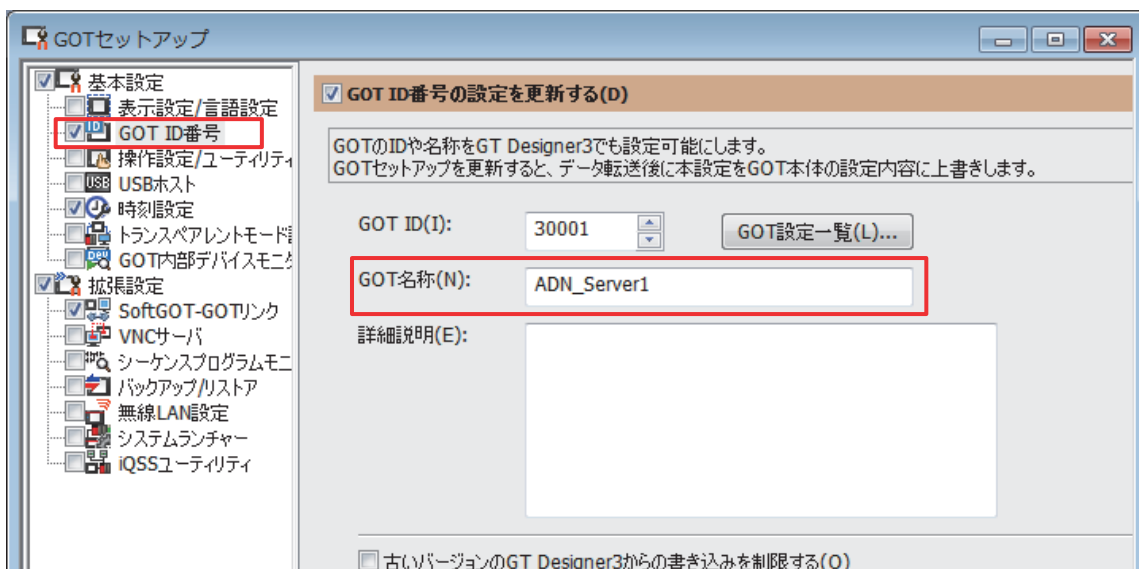 GOTセットアップ
基本設定
表示設定/言語設定
GOT ID番号
操作設定/ユーティリティ
USBホスト
時刻設定
トランスペアレントモード
GOT内部デバイスモニタ
拡張設定
SoftGOT-GOTリンク
VNCサーバ
シーケンスプログラムモニ
バックアップ/リストア
無線LAN設定
システムランチャー
iQSSユーティリティ
GOT ID番号の設定を更新する(D)
GOTのIDや名称をGT Designer3でも設定可能にします。
GOTセットアップを更新すると、データ転送後に本設定をGOT本体の設定内容に上書きします。
GOT ID(I):
30001
GOT設定一覧(L)...
GOT名称(N):
ADN_Server1
詳細説明(E):
古いバージョンのGT Designer3からの書き込みを制限する(O)